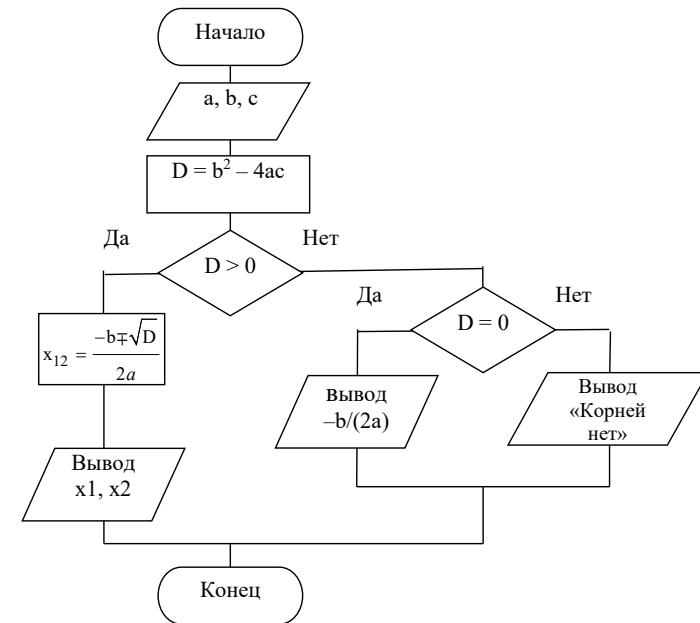 Начало
a, b, c
D = b² – 4ac
Да
Нет
D > 0
Да
Нет
D = 0
x₁₂ = (–b∓√D)/2a
вывод
–b/(2a)
Вывод
«Корней
нет»
Вывод
x1, x2
Конец